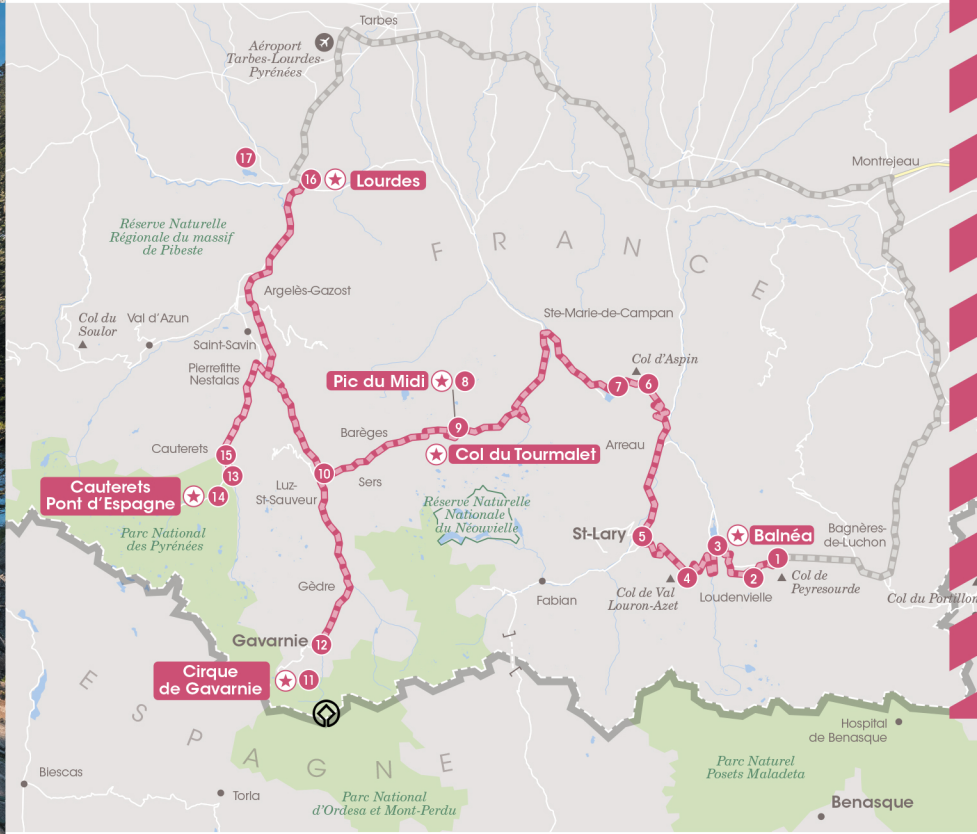 Tarbes
Aéroport
Tarbes-Lourdes-
Pyrénées
Montrejeau
17
16
Lourdes
Réserve Naturelle
Régionale du massif
de Pibeste
FRANCE
Argelès-Gazost
Col du
Soulor
Val d'Azun
Saint-Savin
Ste-Marie-de-Campan
Pierrefitte
Nestalas
Col d'Aspin
Pic du Midi
8
7
6
9
Barèges
Arreau
Cauterets
15
Col du Tourmalet
13
10
Sers
Cauterets
Pont d'Espagne
14
Luz-
St-Sauveur
Réserve Naturelle
Nationale
du Néouvielle
Parc National
des Pyrénées
St-Lary
5
3
Balnéa
Bagnères-
de-Luchon
1
4
2
Col de
Peyresourde
Gèdre
Fabian
Col de Val
Louron-Azet
Loudenvielle
Col du Portillon
Gavarnie
12
Cirque
de Gavarnie
11
ESPAGNE
Hospital
de Benasque
Parc Naturel
Posets Maladeta
Biescas
Torla
Parc National
d'Ordesa et Mont-Perdu
Benasque